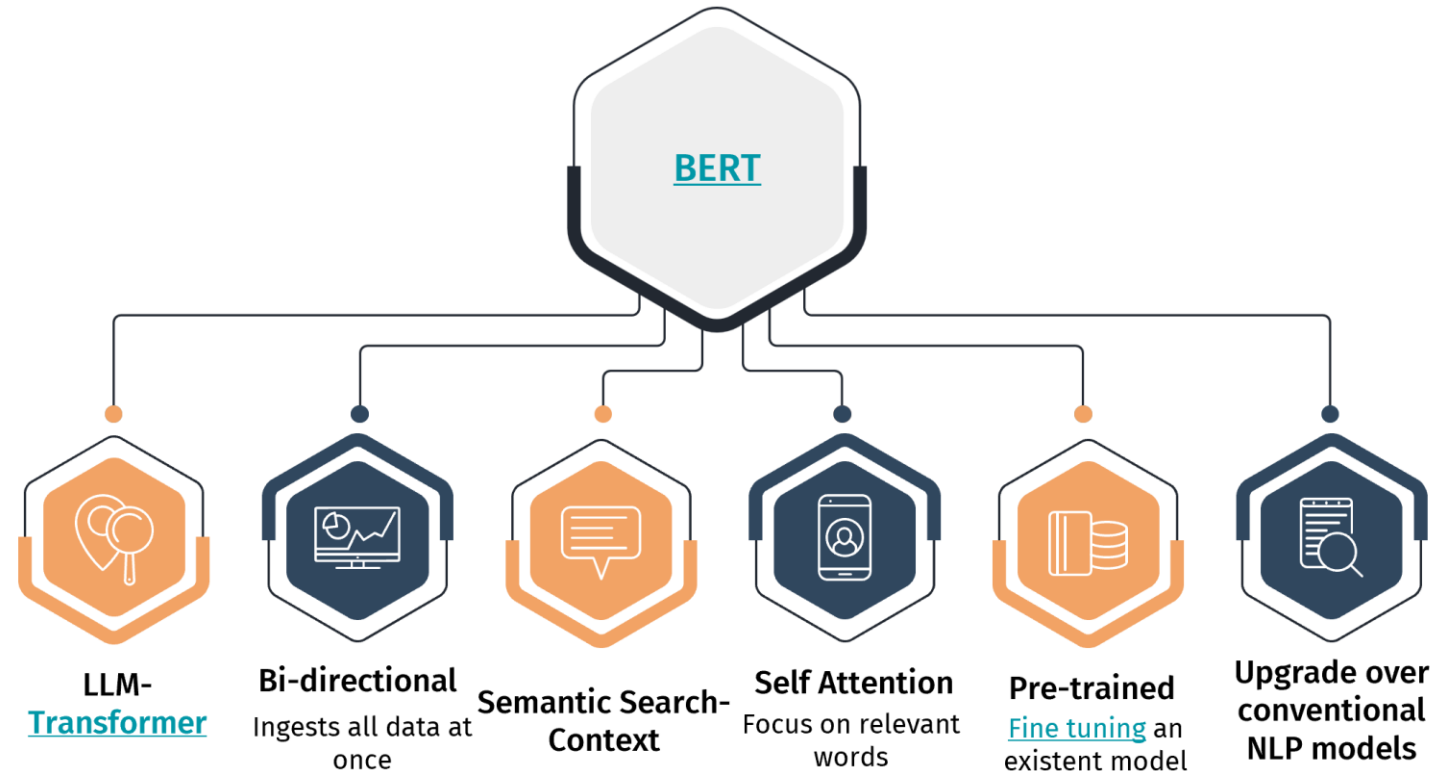 BERT
LLM-
Transformer
Bi-directional
Ingests all data at
once
Semantic Search-
Context
Self Attention
Focus on relevant
words
Pre-trained
Fine tuning an
existent model
Upgrade over
conventional
NLP models